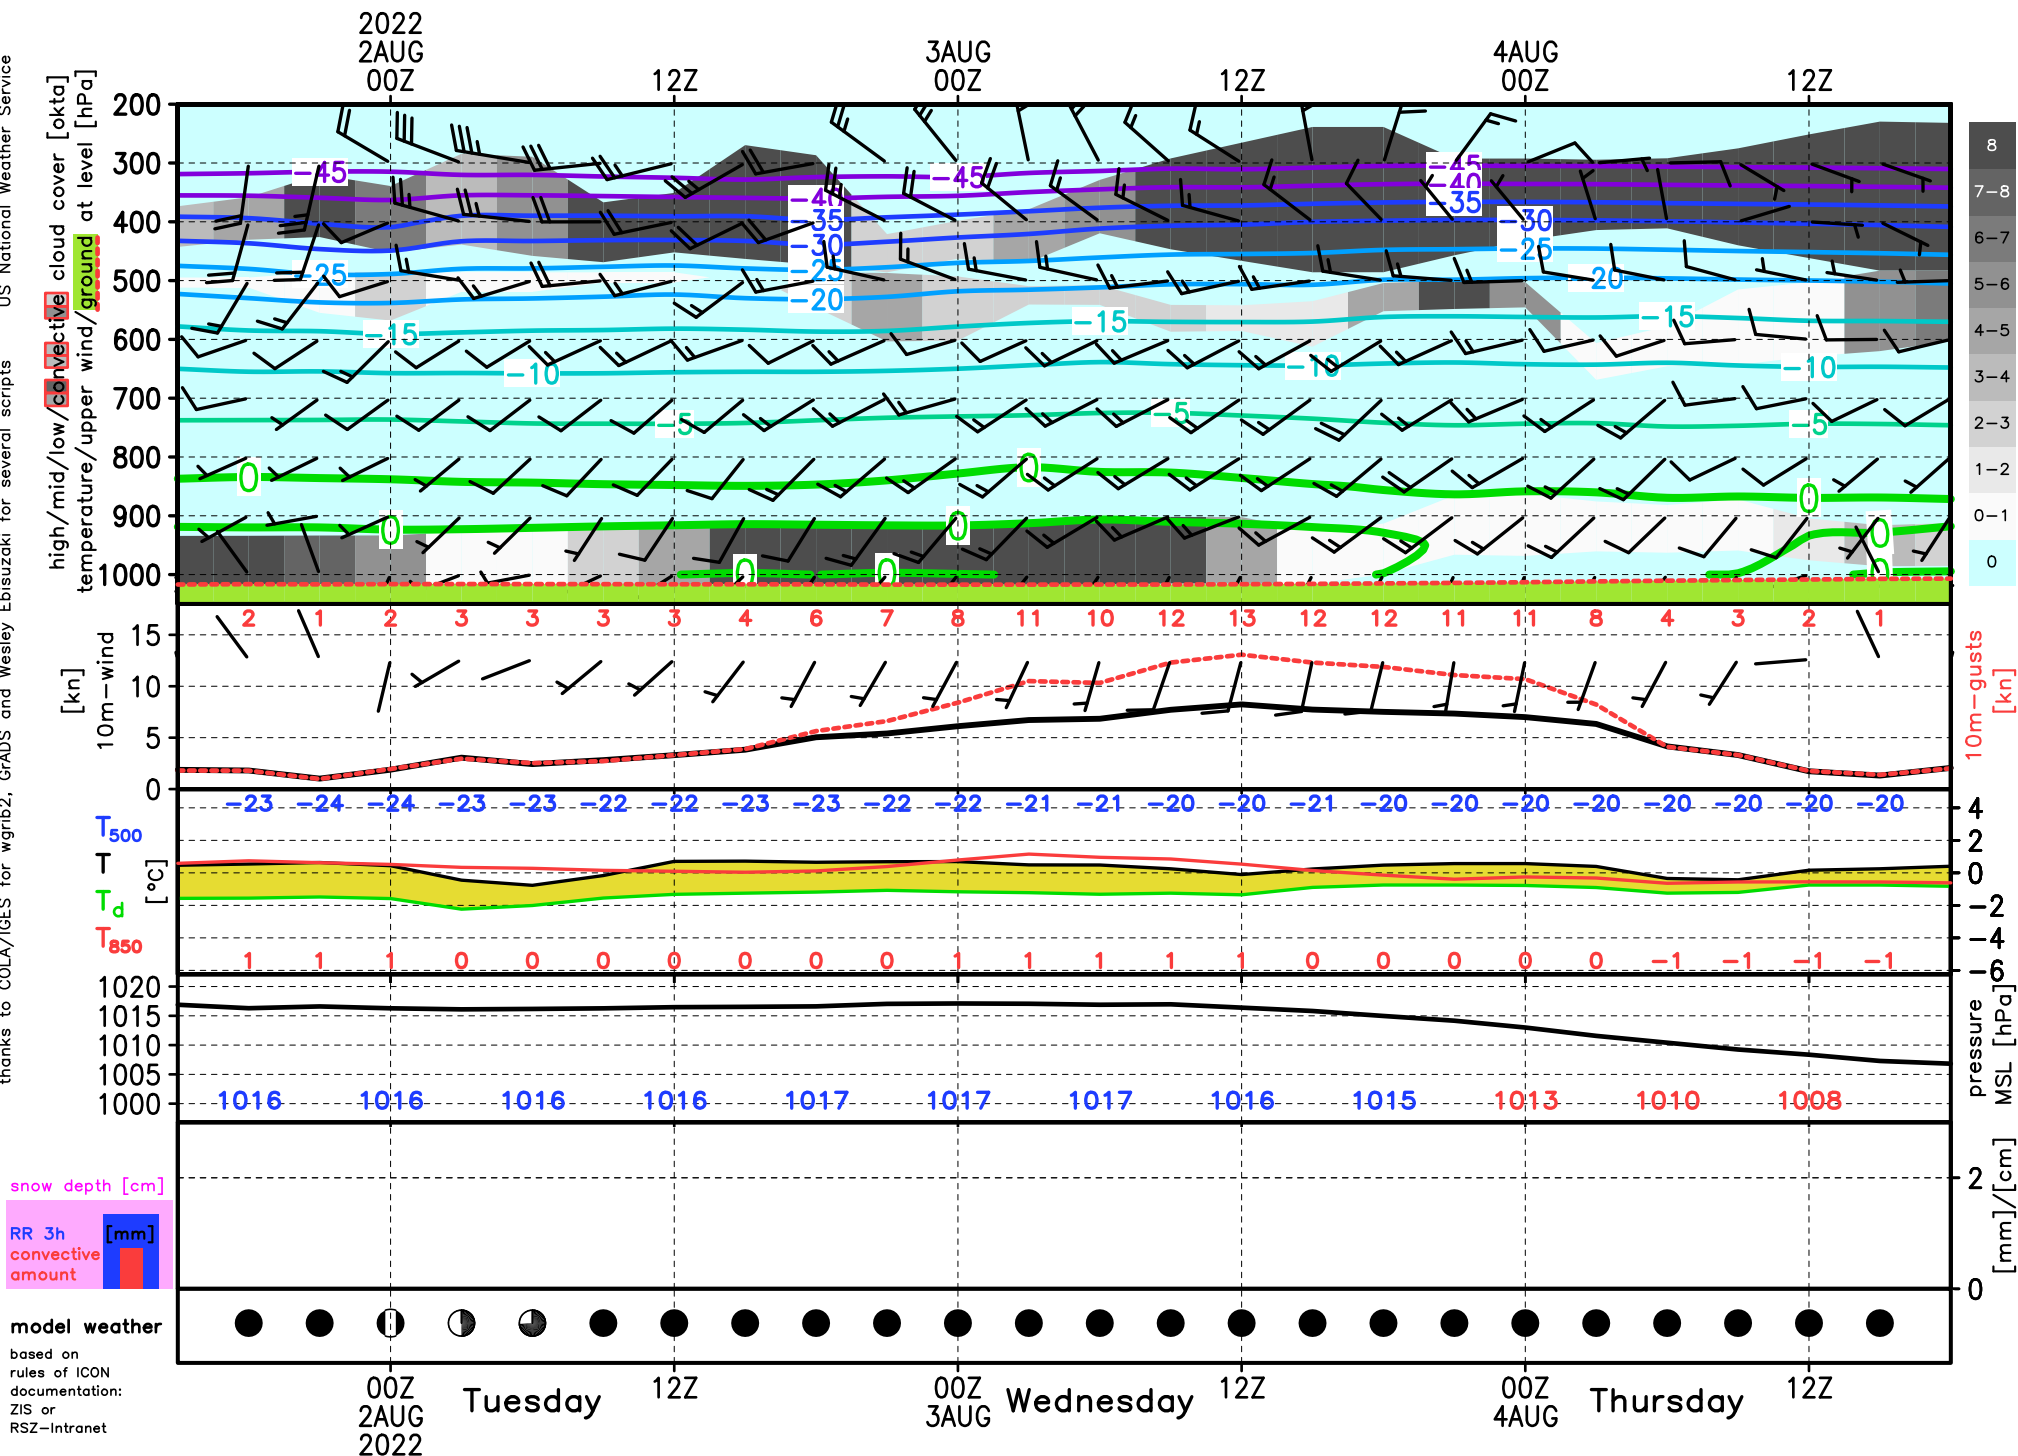 2022
2AUG 3AUG 4AUG
00Z 12Z 00Z 12Z 00Z 12Z
thanks to COLA/IGES for wgrib2, GrADS and Wesley Ebisuzaki for several scripts US National Weather Service
high/mid/low/convective cloud cover [okta]
temperature/upper wind/ground at level [hPa]
200
300
400
500
600
700
800
900
1000
-45 -45 -45
-40 -40
-35 -35
-30 -30
-25 -25 -25
-20 -20
-15 -15 -15
-10 -10 -10
-5 -5 -5
0 0 0
0 0 0
0 0 0
8
7-8
6-7
5-6
4-5
3-4
2-3
1-2
0-1
0
2 1 2 3 3 3 3 4 6 7 8 11 10 12 13 12 12 11 11 8 4 3 2 1
10m-wind
[kn]
15
10
5
0
10m-gusts
[kn]
-23 -24 -24 -23 -23 -22 -22 -23 -23 -22 -22 -21 -21 -20 -20 -21 -20 -20 -20 -20 -20 -20 -20 -20
T500
T
Td
T850
[°C]
4
2
0
-2
-4
-6
1 1 1 0 0 0 0 0 0 0 1 1 1 1 1 0 0 0 0 0 -1 -1 -1 -1
1020
1015
1010
1005
1000
pressure
MSL [hPa]
1016 1016 1016 1016 1017 1017 1017 1016 1015 1013 1010 1008
snow depth [cm]
RR 3h [mm]
convective
amount
2
0
[mm]/[cm]
model weather
based on
rules of ICON
documentation:
ZIS or
RSZ-Intranet
00Z Tuesday 12Z 00Z Wednesday 12Z 00Z Thursday 12Z
2AUG 3AUG 4AUG
2022